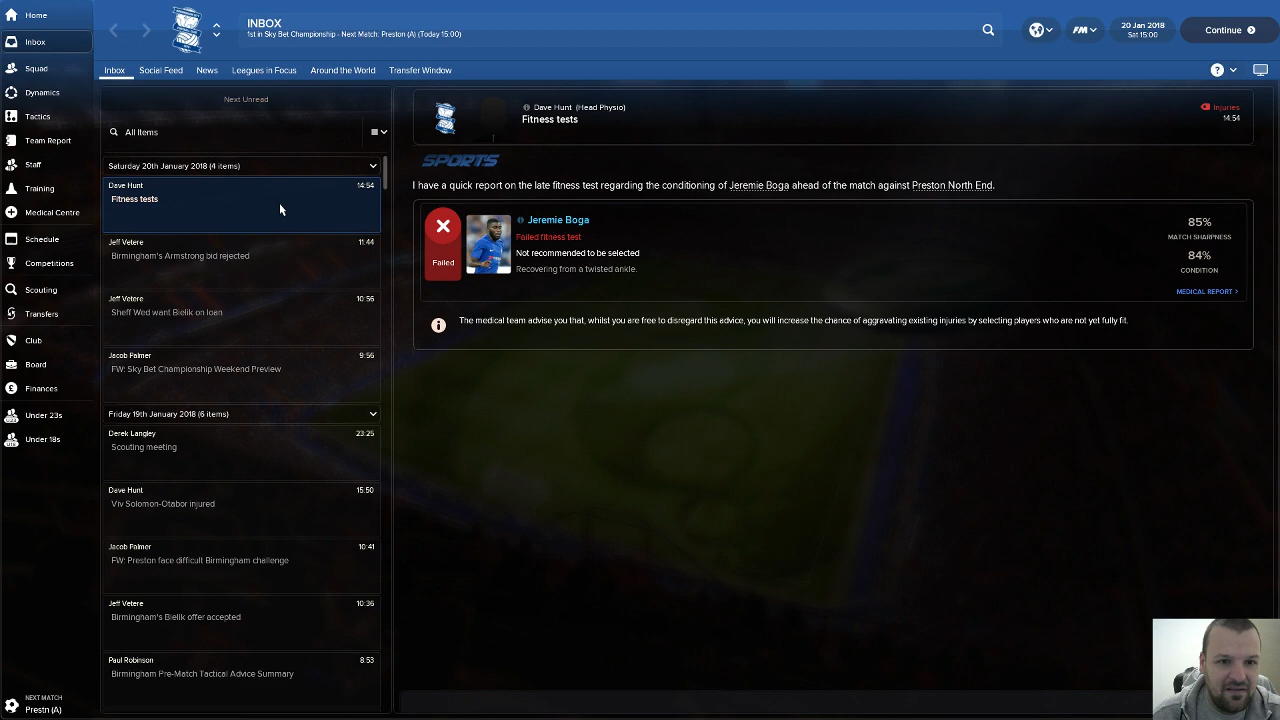 Home
Inbox
Squad
Dynamics
Tactics
Team Report
Staff
Training
Medical Centre
Schedule
Competitions
Scouting
Transfers
Club
Board
Finances
Under 23s
Under 18s
NEXT MATCH
Prestn (A)
INBOX
1st in Sky Bet Championship - Next Match: Preston (A) (Today 15:00)
FM
20 Jan 2018
Sat 15:00
Continue
Inbox Social Feed News Leagues in Focus Around the World Transfer Window
Next Unread
All Items
Saturday 20th January 2018 (4 items)
Dave Hunt 14:54
Fitness tests
Jeff Vetere 11:44
Birmingham's Armstrong bid rejected
Jeff Vetere 10:56
Sheff Wed want Bielik on loan
Jacob Palmer 9:56
FW: Sky Bet Championship Weekend Preview
Friday 19th January 2018 (6 items)
Derek Langley 23:25
Scouting meeting
Dave Hunt 15:50
Viv Solomon-Otabor injured
Jacob Palmer 10:41
FW: Preston face difficult Birmingham challenge
Jeff Vetere 10:36
Birmingham's Bielik offer accepted
Paul Robinson 8:53
Birmingham Pre-Match Tactical Advice Summary
Dave Hunt (Head Physio)
Fitness tests
Injuries
14:54
SPORTS
I have a quick report on the late fitness test regarding the conditioning of Jeremie Boga ahead of the match against Preston North End.
Failed
Jeremie Boga
Failed fitness test
Not recommended to be selected
Recovering from a twisted ankle.
85%
MATCH SHARPNESS
84%
CONDITION
MEDICAL REPORT >
The medical team advise you that, whilst you are free to disregard this advice, you will increase the chance of aggravating existing injuries by selecting players who are not yet fully fit.